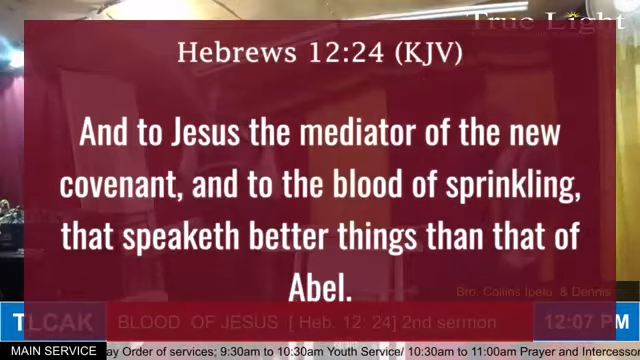 True Light
Hebrews 12:24 (KJV)
And to Jesus the mediator of the new
covenant, and to the blood of sprinkling,
that speaketh better things than that of
Abel.
Bro. Collins Ipelu & Dennis
TLCAK BLOOD OF JESUS [ Heb. 12: 24] 2nd sermon 12:07 PM
MAIN SERVICE ay Order of services; 9:30am to 10:30am Youth Service/ 10:30am to 11:00am Prayer and Intercessi